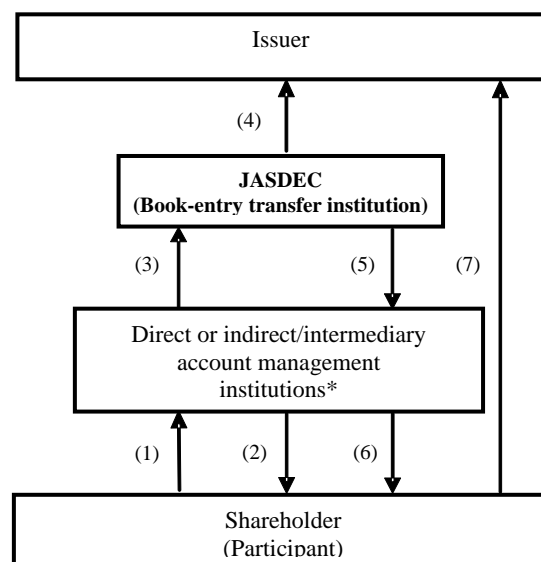 Issuer
(4)
JASDEC
(Book-entry transfer institution)
(3)
(5)
(7)
Direct or indirect/intermediary
account management
institutions*
(1)
(2)
(6)
Shareholder
(Participant)